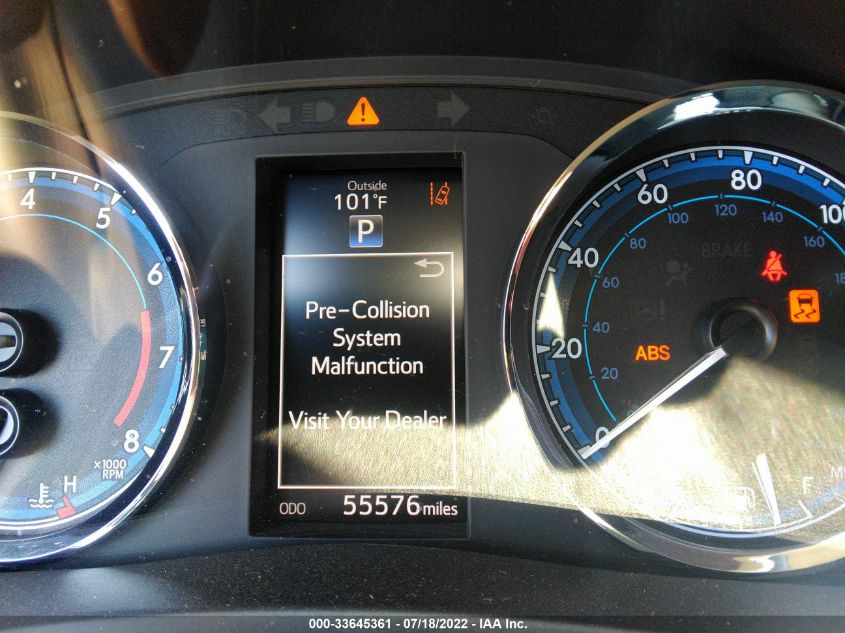 Outside
101°F
P
Pre-Collision
System
Malfunction
Visit Your Dealer
ODO 55576 miles
4
5
6
7
8
x1000
RPM
H
0
20
40
60
80
100
20
40
60
80
100
120
140
160
BRAKE
ABS
F
000-33645361 - 07/18/2022 - IAA Inc.